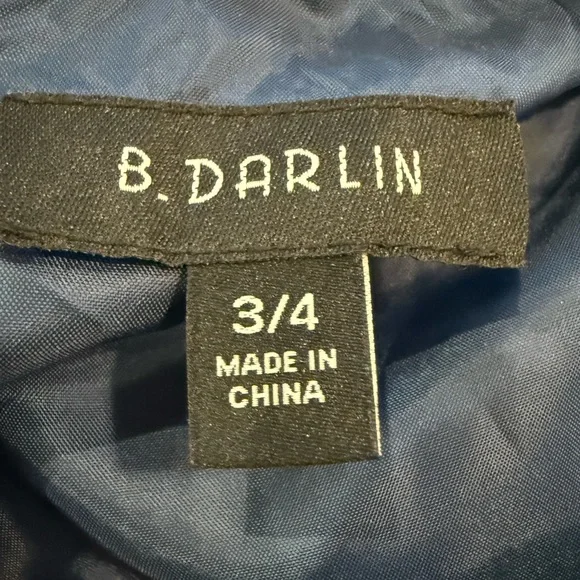 B. DARLIN
3/4
MADE IN
CHINA